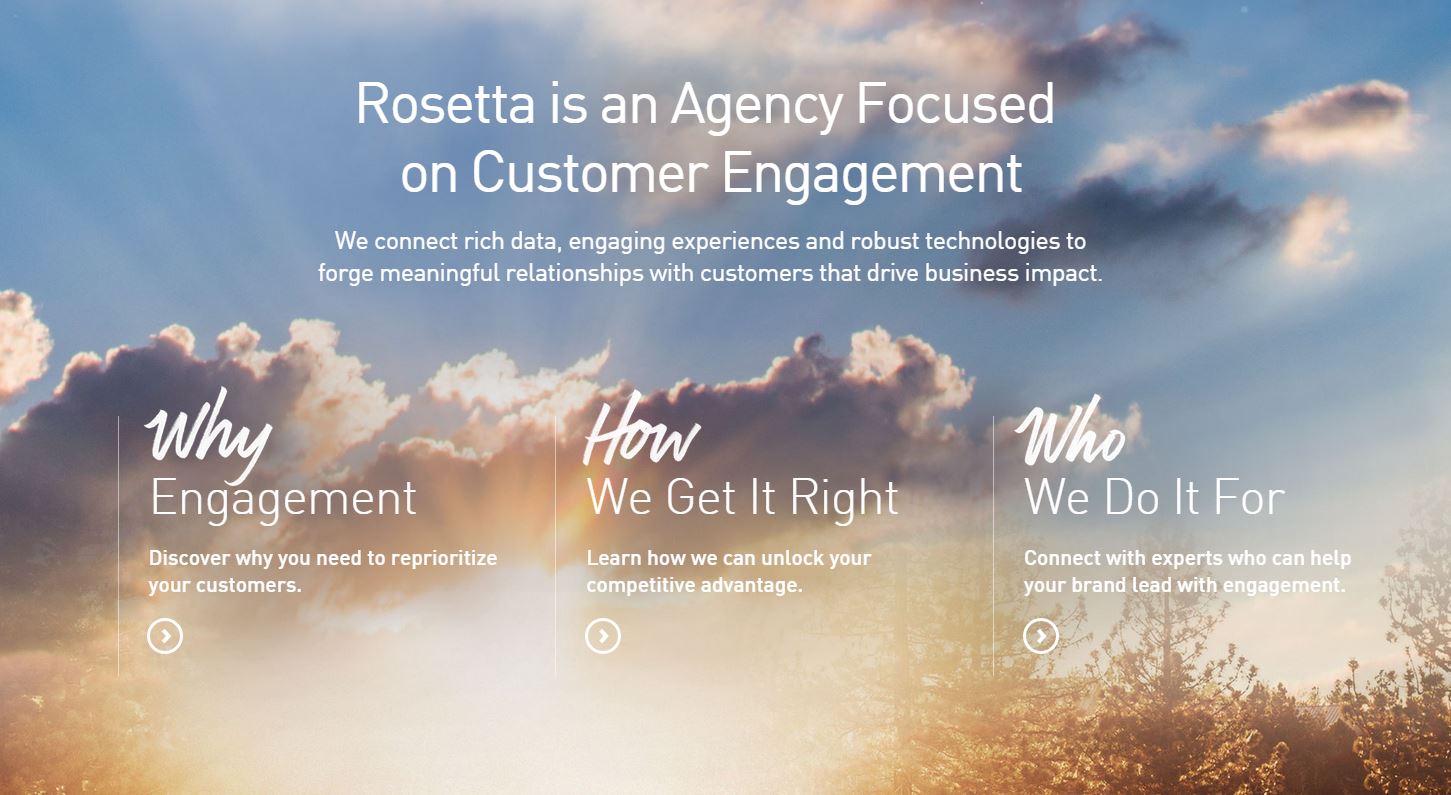 Rosetta is an Agency Focused
on Customer Engagement
We connect rich data, engaging experiences and robust technologies to
forge meaningful relationships with customers that drive business impact.
Why
Engagement
Discover why you need to reprioritize
your customers.
How
We Get It Right
Learn how we can unlock your
competitive advantage.
Who
We Do It For
Connect with experts who can help
your brand lead with engagement.